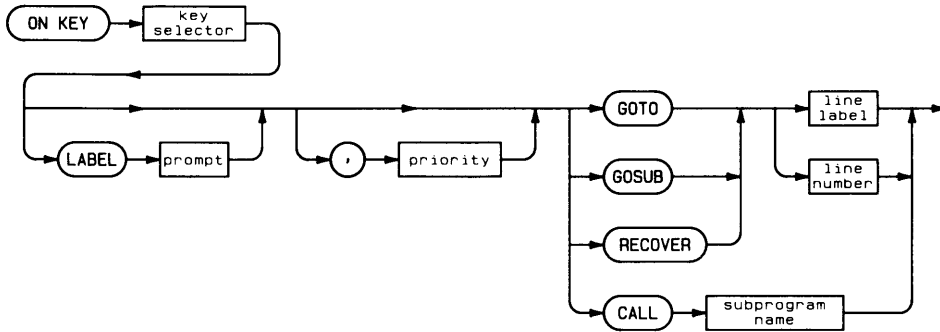 ON KEY
key
selector
LABEL
prompt
,
priority
GOTO
GOSUB
RECOVER
CALL
subprogram
name
line
label
line
number